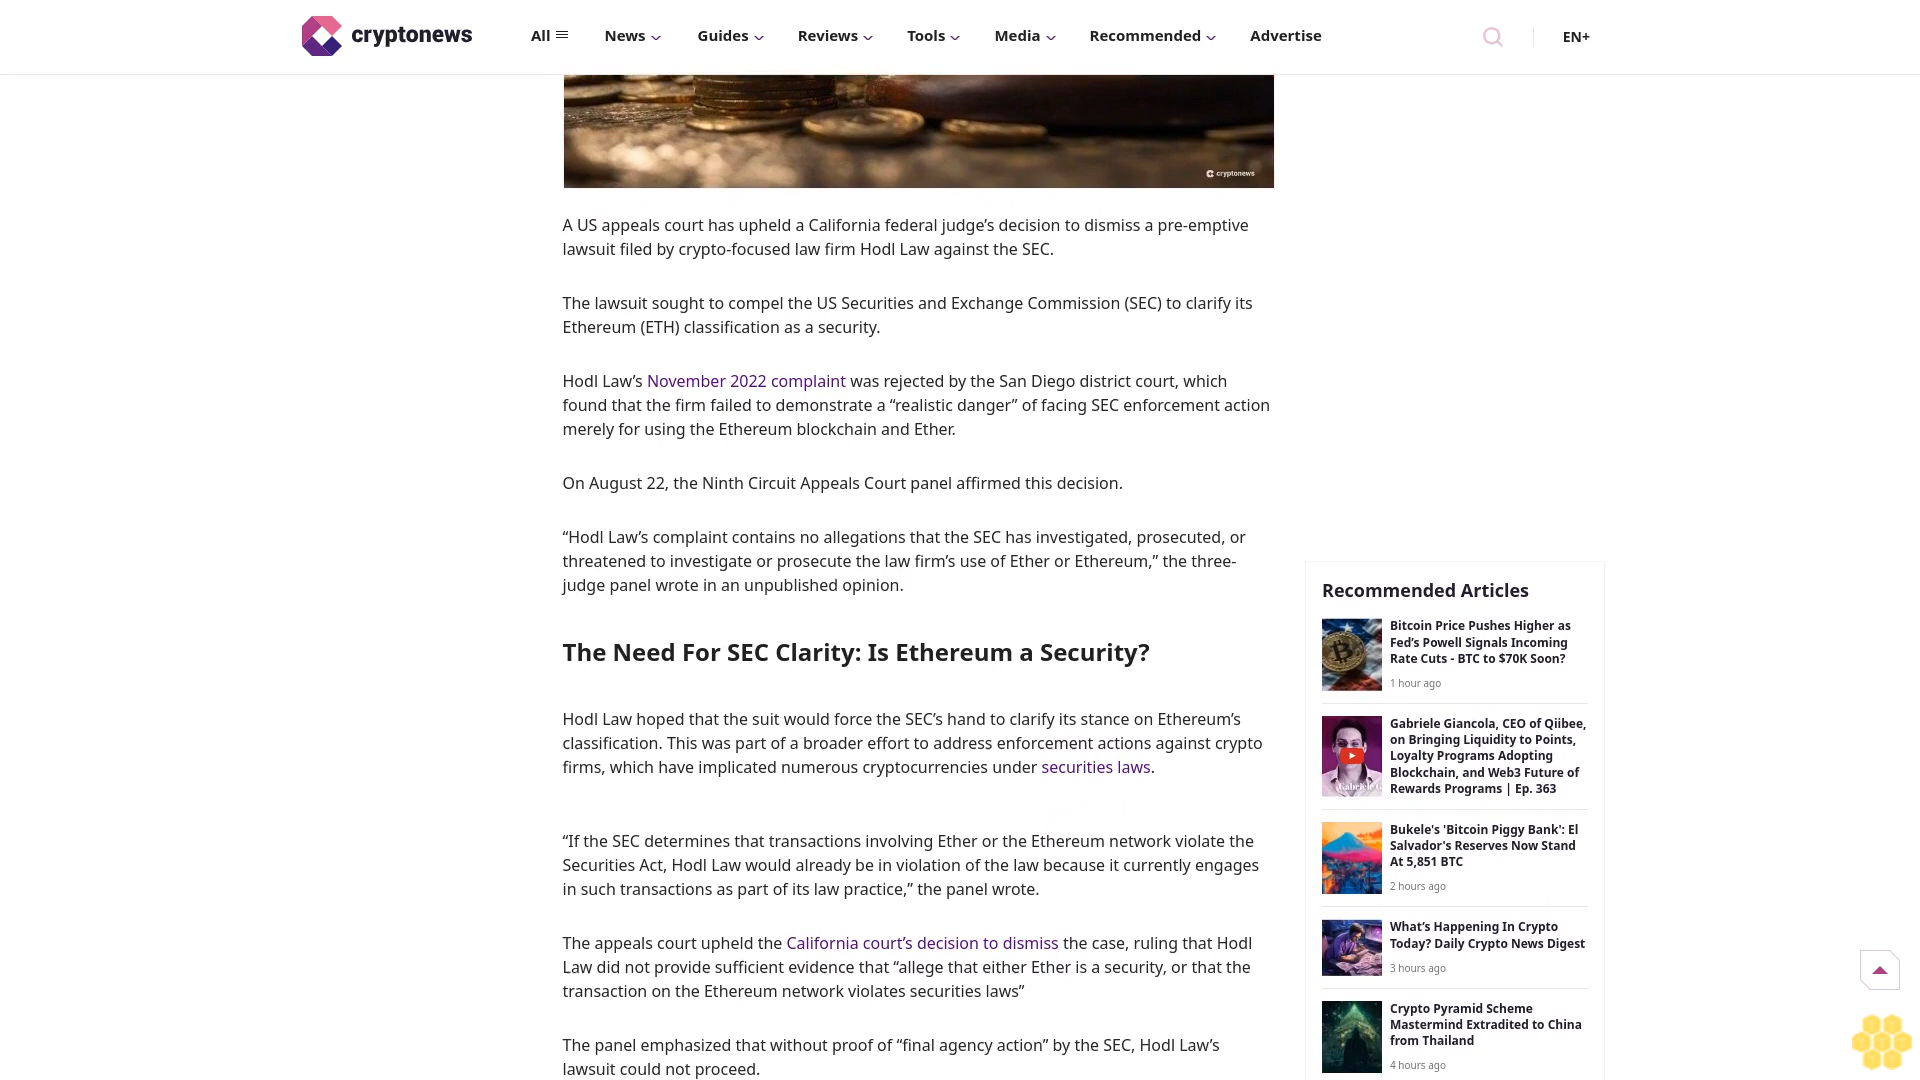 cryptonews
All
News
Guides
Reviews
Tools
Media
Recommended
Advertise
EN+
cryptonews
A US appeals court has upheld a California federal judge’s decision to dismiss a pre-emptive
lawsuit filed by crypto-focused law firm Hodl Law against the SEC.
The lawsuit sought to compel the US Securities and Exchange Commission (SEC) to clarify its
Ethereum (ETH) classification as a security.
Hodl Law’s November 2022 complaint was rejected by the San Diego district court, which
found that the firm failed to demonstrate a “realistic danger” of facing SEC enforcement action
merely for using the Ethereum blockchain and Ether.
On August 22, the Ninth Circuit Appeals Court panel affirmed this decision.
“Hodl Law’s complaint contains no allegations that the SEC has investigated, prosecuted, or
threatened to investigate or prosecute the law firm’s use of Ether or Ethereum,” the three-
judge panel wrote in an unpublished opinion.
The Need For SEC Clarity: Is Ethereum a Security?
Hodl Law hoped that the suit would force the SEC’s hand to clarify its stance on Ethereum’s
classification. This was part of a broader effort to address enforcement actions against crypto
firms, which have implicated numerous cryptocurrencies under securities laws.
“If the SEC determines that transactions involving Ether or the Ethereum network violate the
Securities Act, Hodl Law would already be in violation of the law because it currently engages
in such transactions as part of its law practice,” the panel wrote.
The appeals court upheld the California court’s decision to dismiss the case, ruling that Hodl
Law did not provide sufficient evidence that “allege that either Ether is a security, or that the
transaction on the Ethereum network violates securities laws”
The panel emphasized that without proof of “final agency action” by the SEC, Hodl Law’s
lawsuit could not proceed.
Recommended Articles
Bitcoin Price Pushes Higher as
Fed’s Powell Signals Incoming
Rate Cuts - BTC to $70K Soon?
1 hour ago
Gabriele Giancola, CEO of Qiibee,
on Bringing Liquidity to Points,
Loyalty Programs Adopting
Blockchain, and Web3 Future of
Rewards Programs | Ep. 363
Bukele's 'Bitcoin Piggy Bank': El
Salvador's Reserves Now Stand
At 5,851 BTC
2 hours ago
What’s Happening In Crypto
Today? Daily Crypto News Digest
3 hours ago
Crypto Pyramid Scheme
Mastermind Extradited to China
from Thailand
4 hours ago